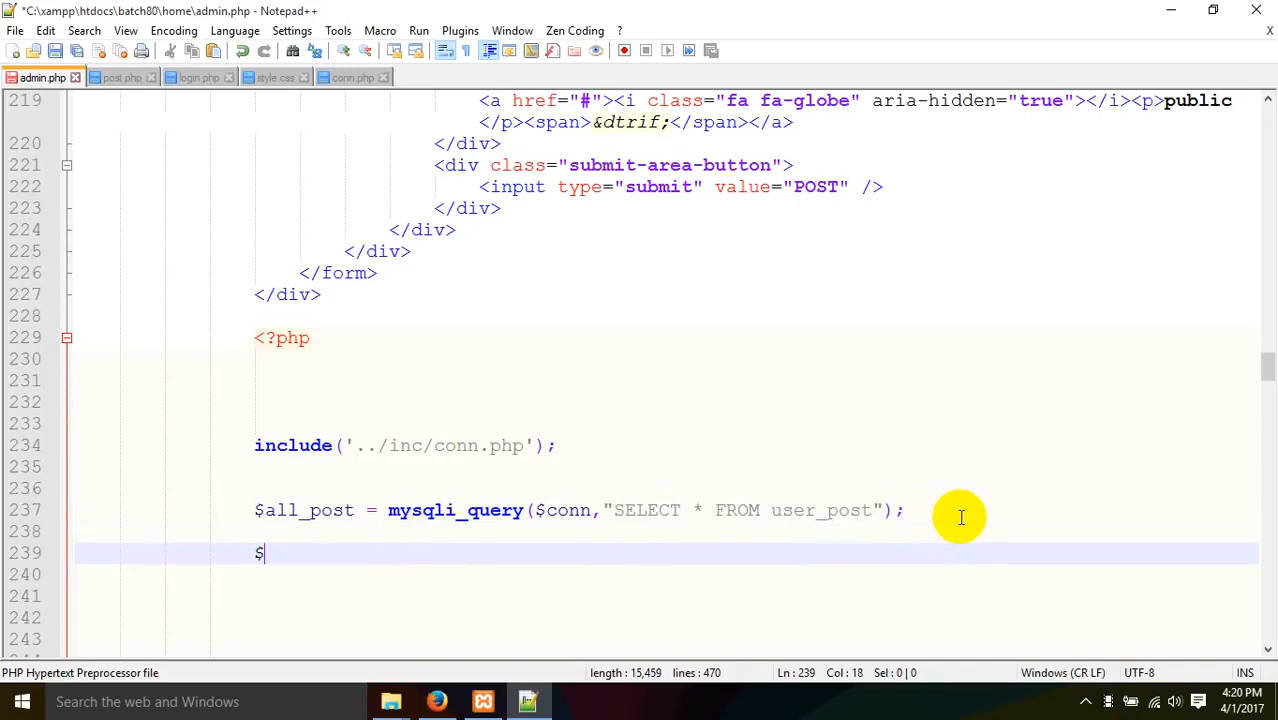 *C:\xampp\htdocs\batch80\home\admin.php - Notepad++
File Edit Search View Encoding Language Settings Tools Macro Run Plugins Window Zen Coding ? X
admin.php post.php login.php style.css conn.php
219 <a href="#"><i class="fa fa-globe" aria-hidden="true"></i><p>public
</p><span>&dtrif;</span></a>
220 </div>
221 <div class="submit-area-button">
222 <input type="submit" value="POST" />
223 </div>
224 </div>
225 </div>
226 </form>
227 </div>
228
229 <?php
230
231
232
233
234 include('../inc/conn.php');
235
236
237 $all_post = mysqli_query($conn,"SELECT * FROM user_post");
238
239 $
240
241
242
243
PHP Hypertext Preprocessor file length : 15,459 lines : 470 Ln : 239 Col : 18 Sel : 0 | 0 Windows (CR LF) UTF-8 INS
Search the web and Windows
4:20 PM
4/1/2017